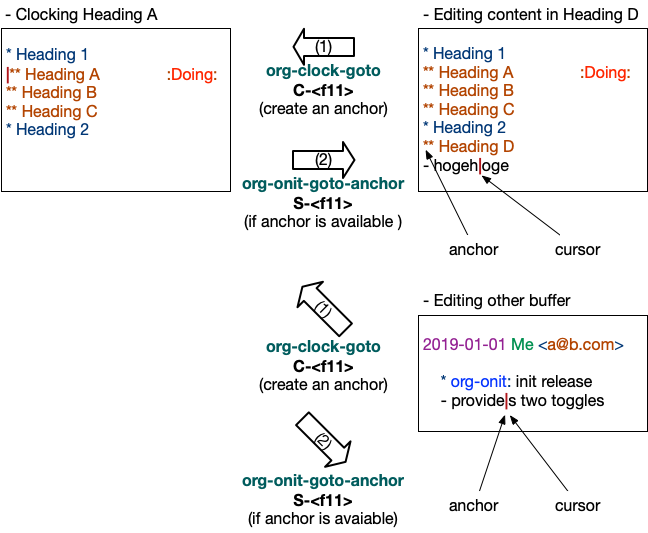 - Clocking Heading A
* Heading 1
** Heading A :Doing:
** Heading B
** Heading C
* Heading 2
(1)
org-clock-goto
C-<f11>
(create an anchor)
(2)
org-onit-goto-anchor
S-<f11>
(if anchor is available )
- Editing content in Heading D
* Heading 1
** Heading A :Doing:
** Heading B
** Heading C
* Heading 2
** Heading D
- hogehoge
anchor cursor
(1)
org-clock-goto
C-<f11>
(create an anchor)
(2)
org-onit-goto-anchor
S-<f11>
(if anchor is avaiable)
- Editing other buffer
2019-01-01 Me <a@b.com>
* org-onit: init release
- provides two toggles
anchor cursor